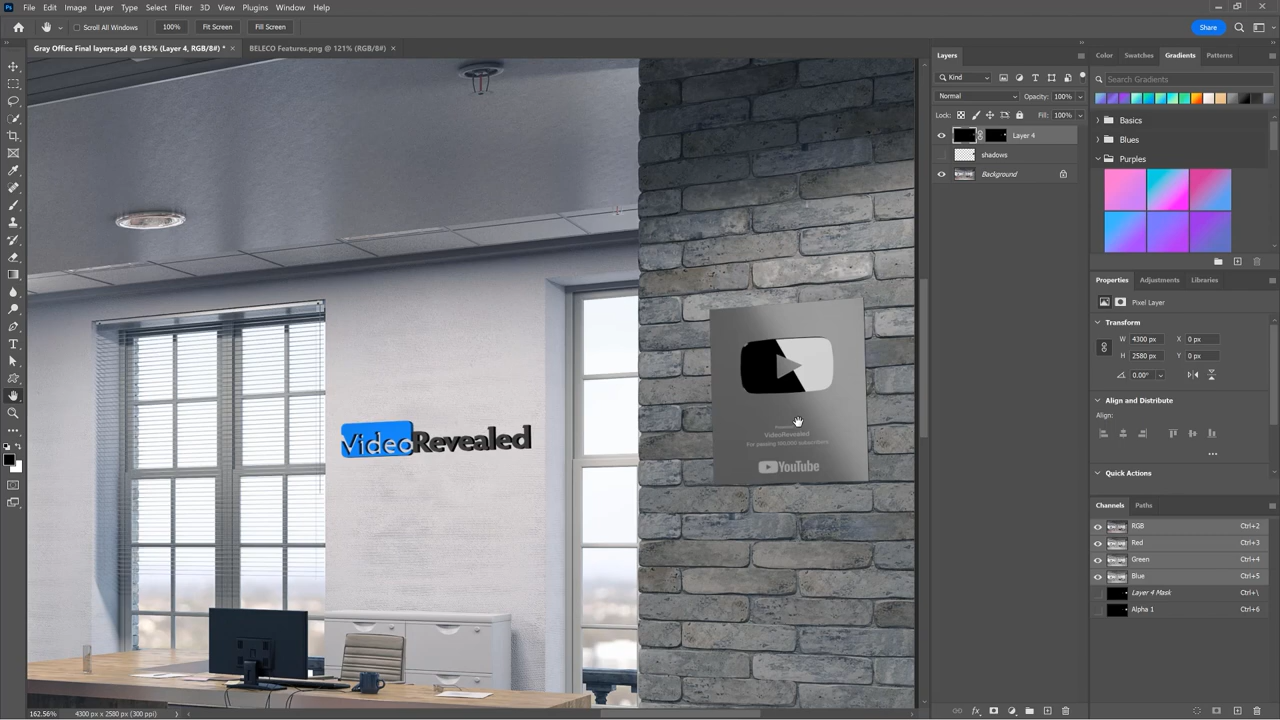 File Edit Image Layer Type Select Filter 3D View Plugins Window Help
Scroll All Windows 100% Fit Screen Fill Screen Share
Gray Office Final layers.psd @ 163% (Layer 4, RGB/8#) * × BELECO Features.png @ 121% (RGB/8#) ×
Layers
Kind
Normal Opacity: 100%
Lock: Fill: 100%
Layer 4
shadows
Background
Color Swatches Gradients Patterns
Search Gradients
Basics
Blues
Purples
Properties Adjustments Libraries
Pixel Layer
Transform
W 4300 px X 0 px
H 2580 px Y 0 px
0.00°
Align and Distribute
Align:
Quick Actions
Channels Paths
RGB Ctrl+2
Red Ctrl+3
Green Ctrl+4
Blue Ctrl+5
Layer 4 Mask Ctrl+\
Alpha 1 Ctrl+6
VideoRevealed
VideoRevealed
YouTube
162.56% 4300 px x 2580 px (300 ppi)